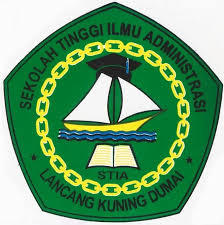 SEKOLAH TINGGI ILMU ADMINISTRASI
STIA
LANCANG KUNING DUMAI